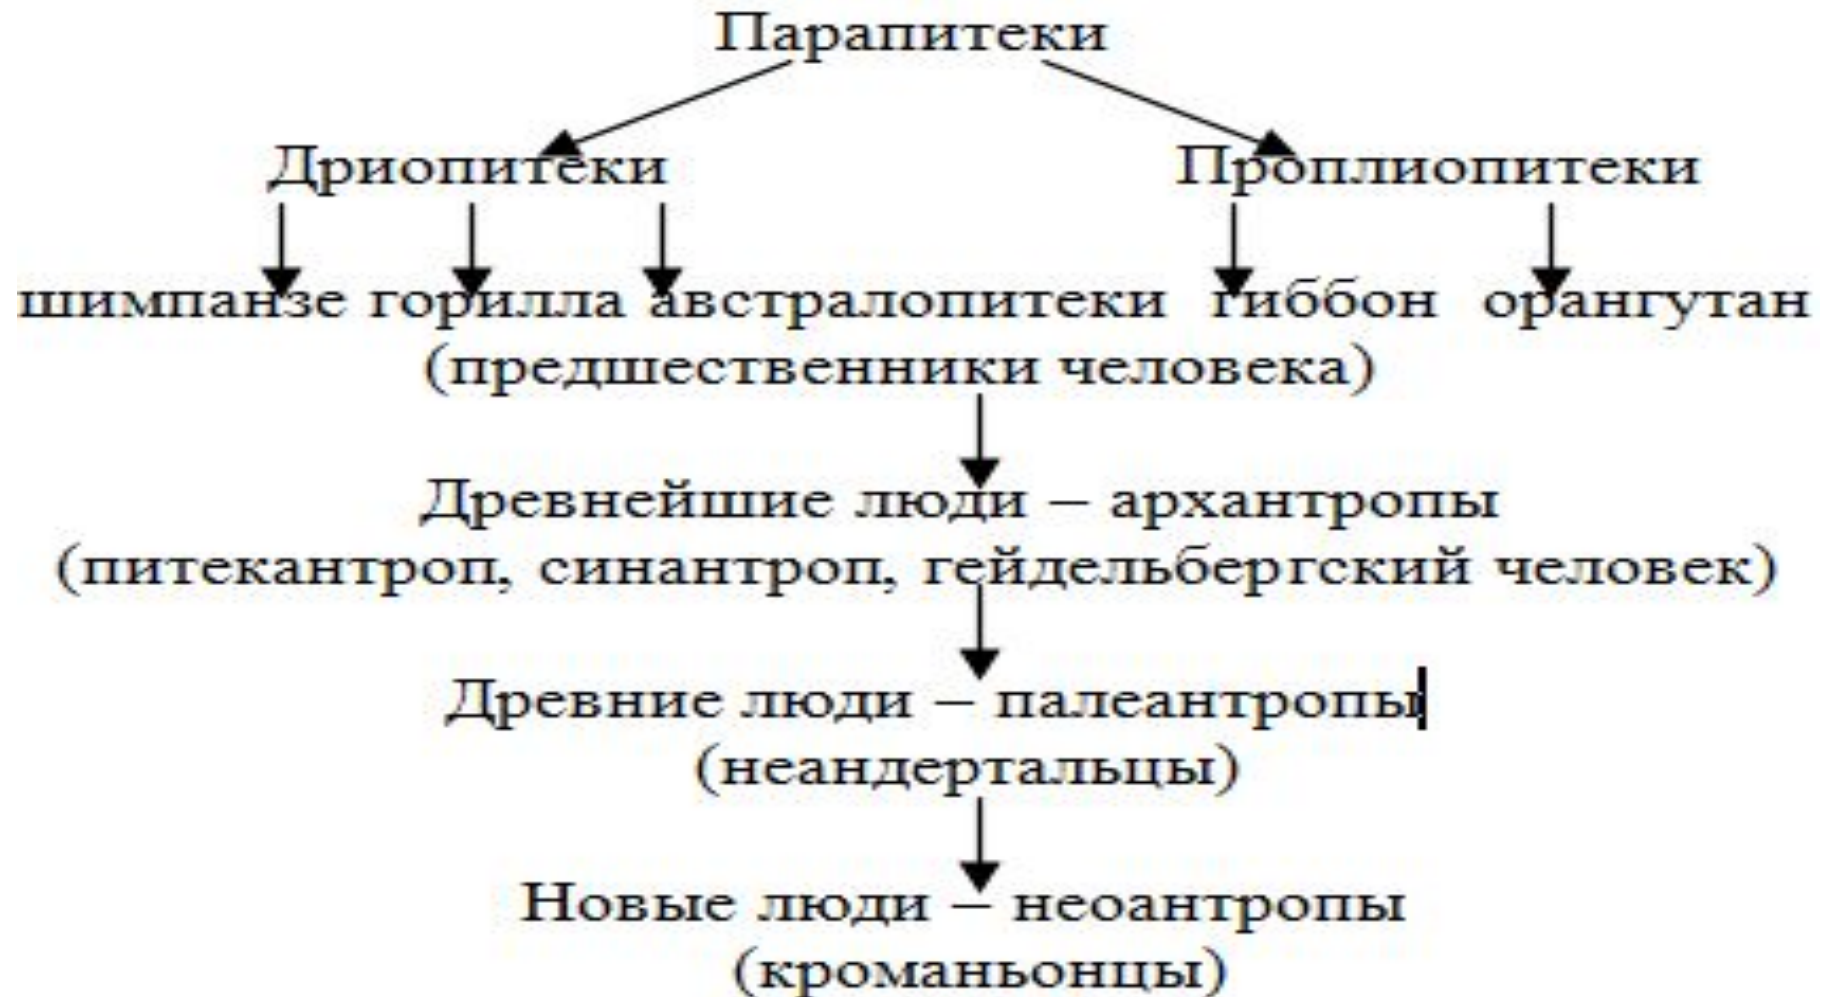 Парапитеки
Дриопитеки Проплиопитеки
шимпанзе горилла австралопитеки гиббон орангутан
(предшественники человека)
Древнейшие люди – архантропы
(питекантроп, синантроп, гейдельбергский человек)
Древние люди – палеантропы
(неандертальцы)
Новые люди – неоантропы
(кроманьонцы)